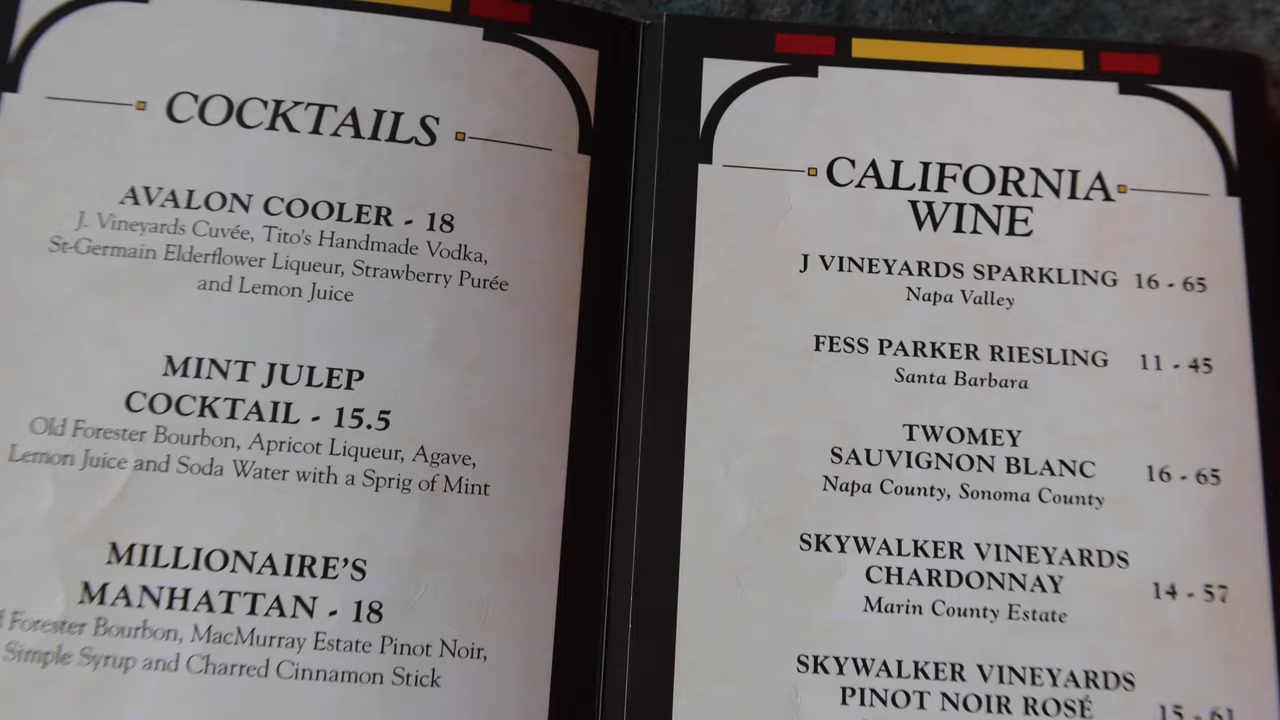 COCKTAILS
AVALON COOLER - 18
J. Vineyards Cuvée, Tito's Handmade Vodka,
St-Germain Elderflower Liqueur, Strawberry Purée
and Lemon Juice
MINT JULEP
COCKTAIL - 15.5
Old Forester Bourbon, Apricot Liqueur, Agave,
Lemon Juice and Soda Water with a Sprig of Mint
MILLIONAIRE'S
MANHATTAN - 18
Forester Bourbon, MacMurray Estate Pinot Noir,
Simple Syrup and Charred Cinnamon Stick
CALIFORNIA
WINE
J VINEYARDS SPARKLING 16 - 65
Napa Valley
FESS PARKER RIESLING 11 - 45
Santa Barbara
TWOMEY
SAUVIGNON BLANC 16 - 65
Napa County, Sonoma County
SKYWALKER VINEYARDS
CHARDONNAY 14 - 57
Marin County Estate
SKYWALKER VINEYARDS
PINOT NOIR ROSÉ 15 - 61